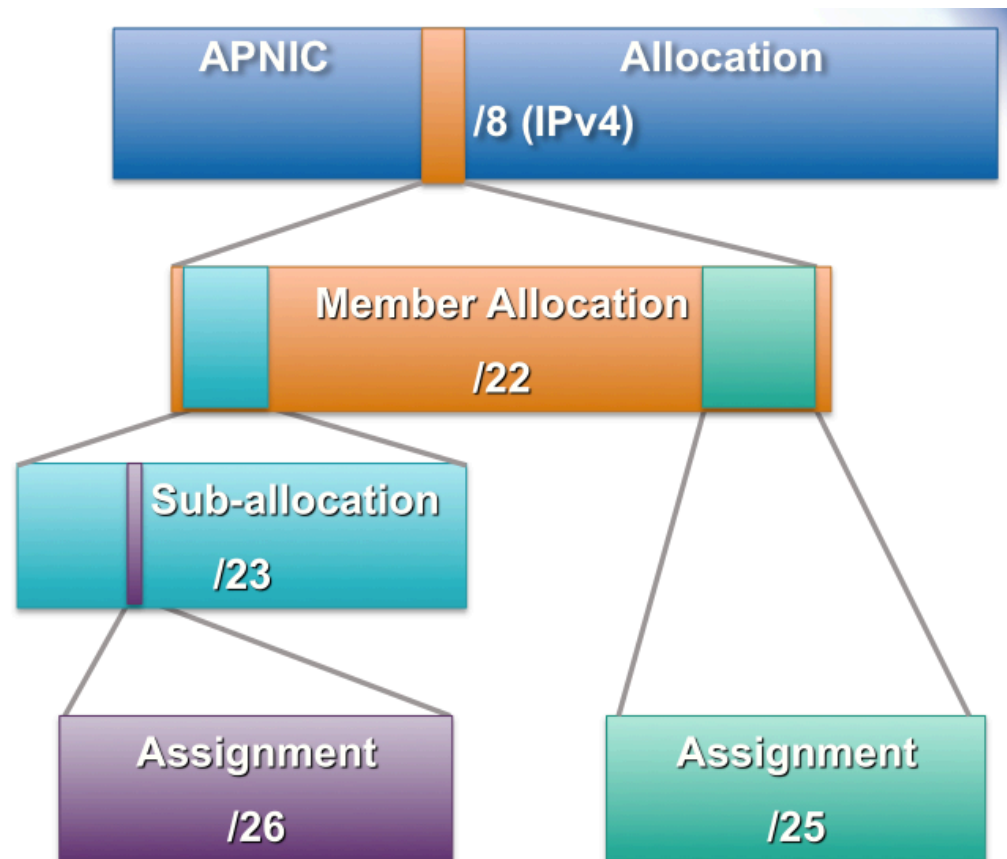 APNIC Allocation
/8 (IPv4)
Member Allocation
/22
Sub-allocation
/23
Assignment
/26
Assignment
/25